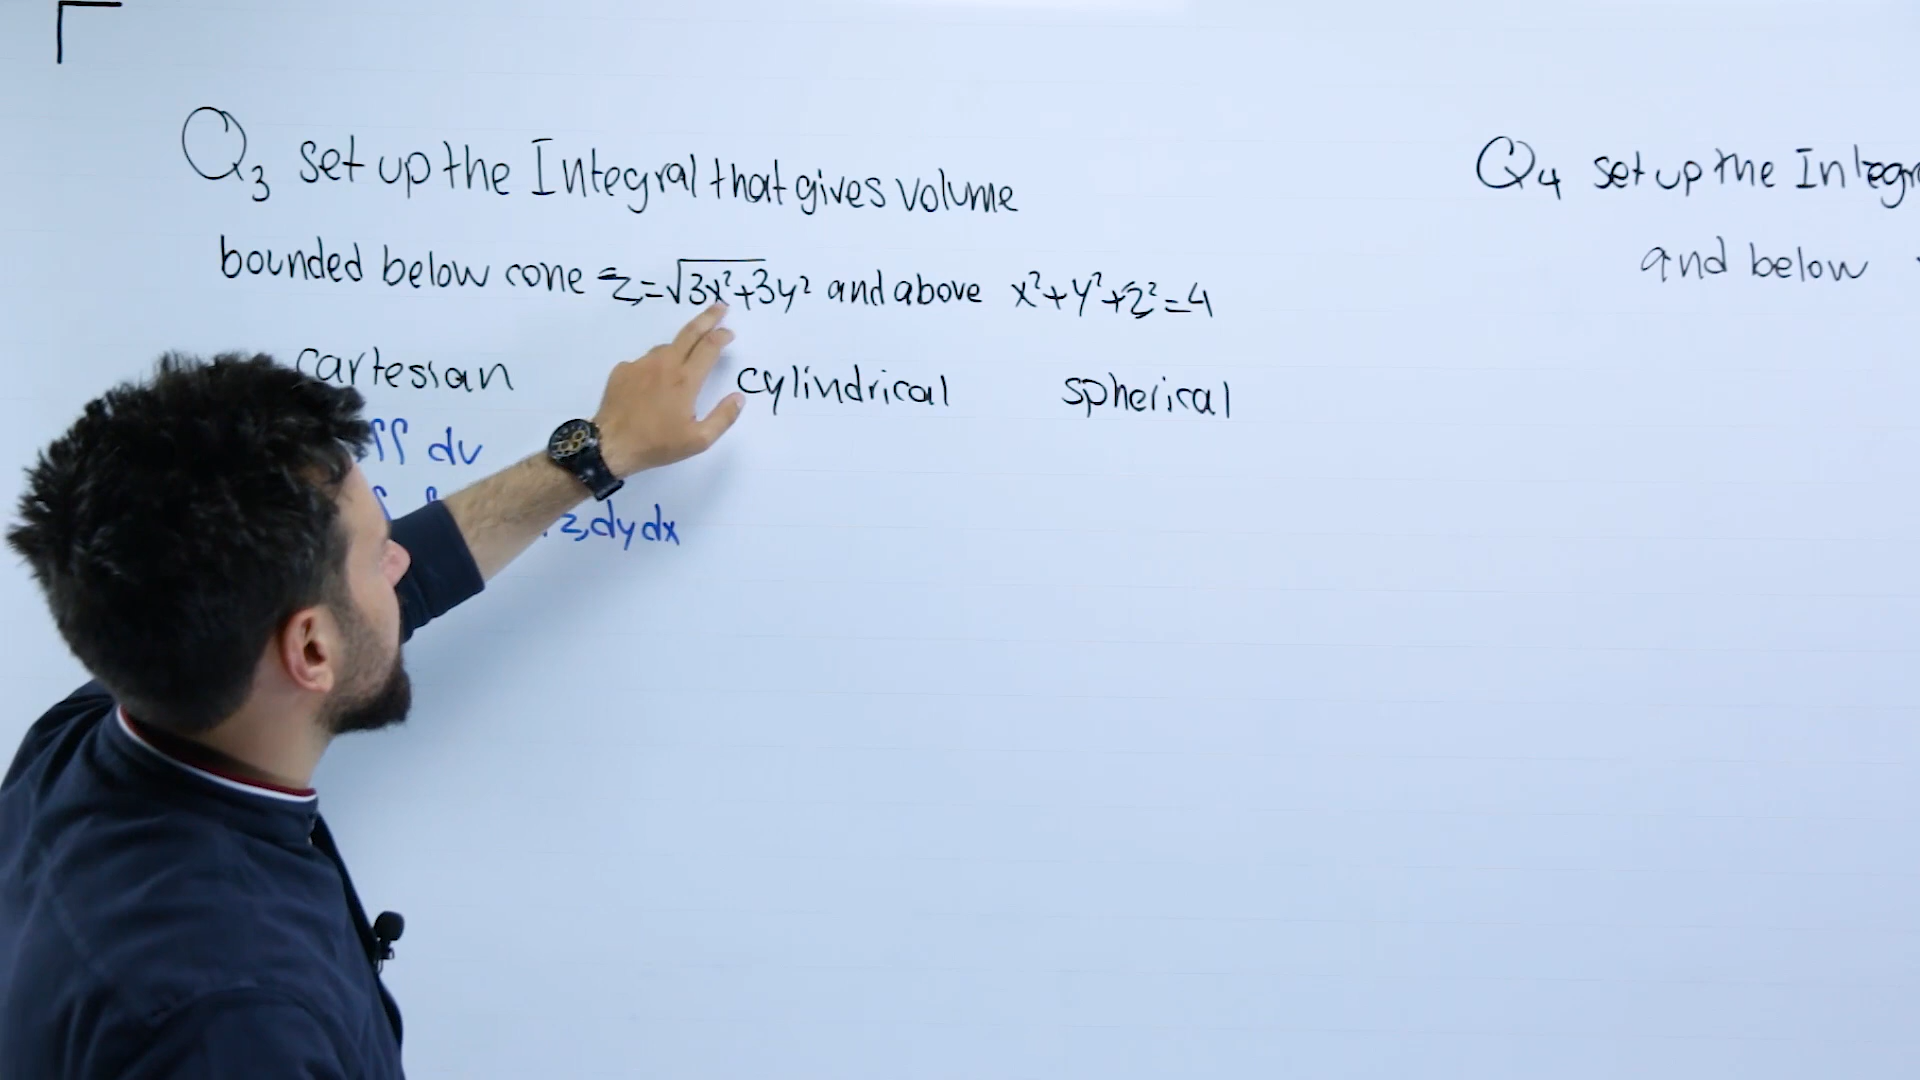 Q3 set up the Integral that gives volume
bounded below cone z=√3x²+3y² and above x²+y²+z²=4
cartessian cylindrical spherical
∫∫ dv
z,dydx
Q4 set up the Integr
and below